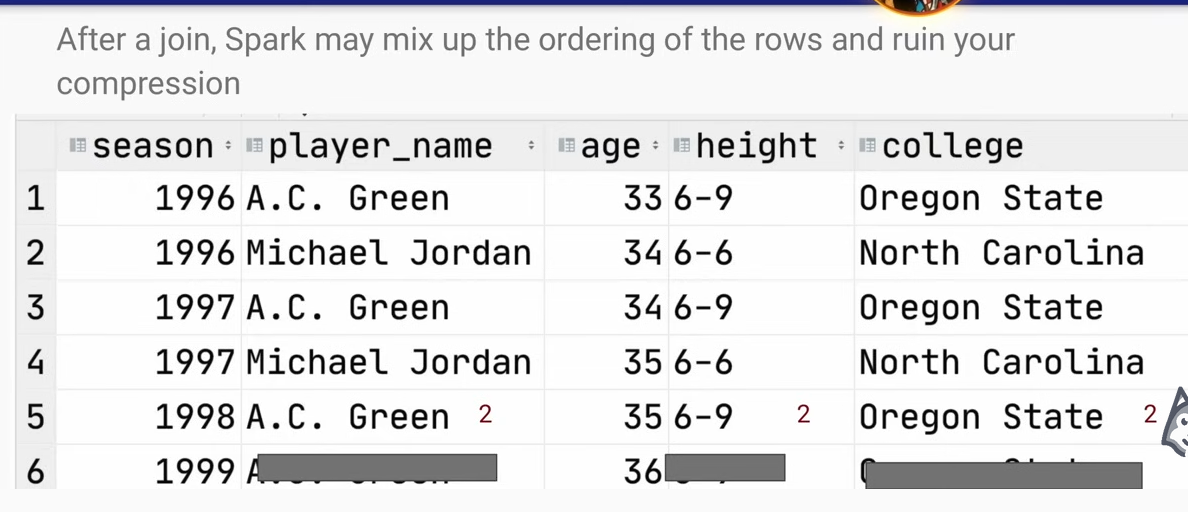 After a join, Spark may mix up the ordering of the rows and ruin your
compression
season player_name age height college
1 1996 A.C. Green 33 6-9 Oregon State
2 1996 Michael Jordan 34 6-6 North Carolina
3 1997 A.C. Green 34 6-9 Oregon State
4 1997 Michael Jordan 35 6-6 North Carolina
5 1998 A.C. Green 2 35 6-9 2 Oregon State 2
6 1999 36